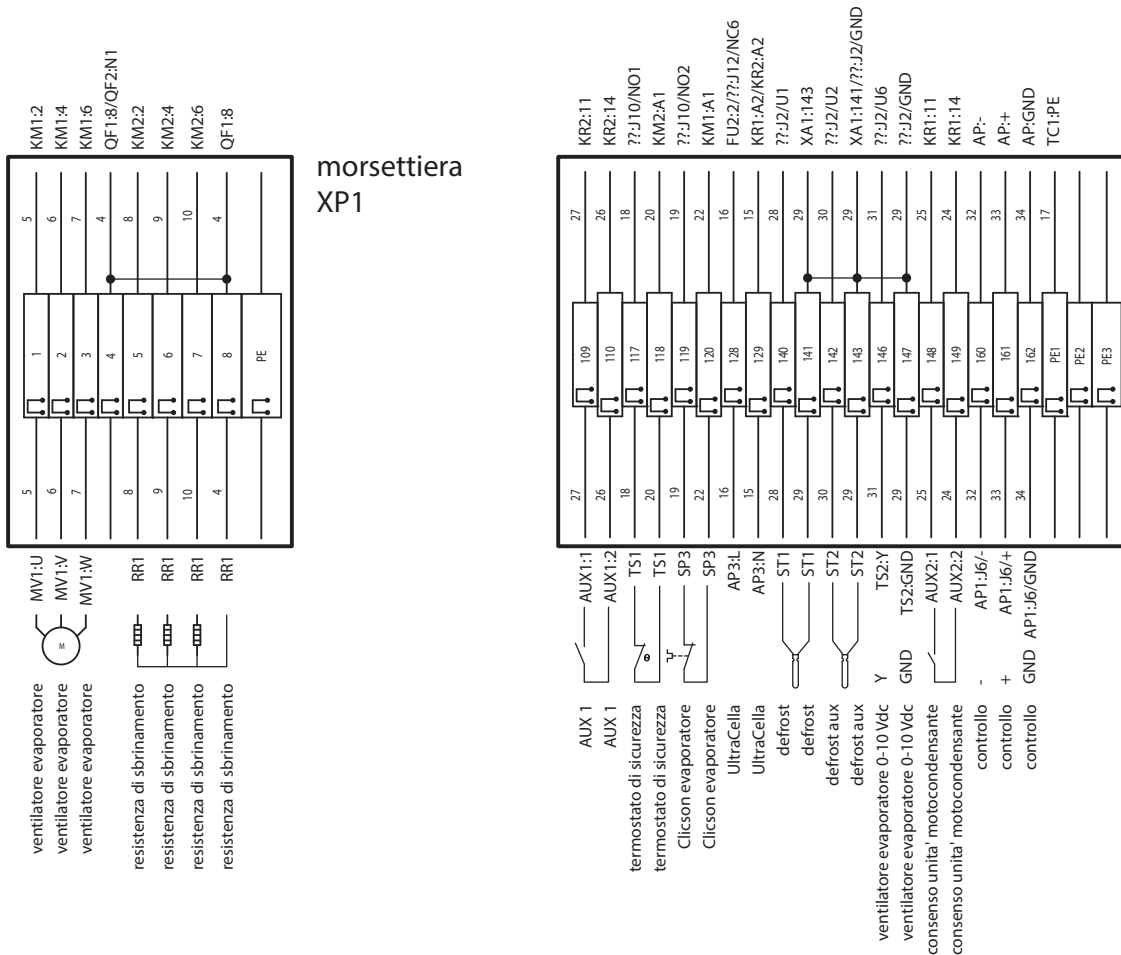 KM1:2
KM1:4
KM1:6
QF1:8/QF2:N1
KM2:2
KM2:4
KM2:6
QF1:8
morsettiera
XP1
5
6
7
4
8
9
10
4
1
2
3
4
5
6
7
8
PE
5
6
7
8
9
10
4
MV1:U
MV1:V
MV1:W
RR1
RR1
RR1
RR1
M
ventilatore evaporatore
ventilatore evaporatore
ventilatore evaporatore
resistenza di sbrinamento
resistenza di sbrinamento
resistenza di sbrinamento
resistenza di sbrinamento
KR2:11
KR2:14
??:J10/NO1
KM2:A1
??:J10/NO2
KM1:A1
FU2:2/??:J12/NC6
KR1:A2/KR2:A2
??:J2/U1
XA1:143
??:J2/U2
XA1:141/??:J2/GND
??:J2/U6
??:J2/GND
KR1:11
KR1:14
AP:-
AP:+
AP:GND
TC1:PE
27
26
18
20
19
22
16
15
28
29
30
29
31
29
25
24
32
33
34
17
109
110
117
118
119
120
128
129
140
141
142
143
146
147
148
149
160
161
162
PE1
PE2
PE3
27
26
18
20
19
22
16
15
28
29
30
29
31
29
25
24
32
33
34
AUX1:1
AUX1:2
TS1
TS1
SP3
SP3
AP3:L
AP3:N
ST1
ST1
ST2
ST2
TS2:Y
TS2:GND
AUX2:1
AUX2:2
AP1:J6/-
AP1:J6/+
AP1:J6/GND
θ
Y
GND
-
+
GND
AUX 1
AUX 1
termostato di sicurezza
termostato di sicurezza
Clicson evaporatore
Clicson evaporatore
UltraCella
UltraCella
defrost
defrost
defrost aux
defrost aux
ventilatore evaporatore 0-10 Vdc
ventilatore evaporatore 0-10 Vdc
consenso unita' motocondensante
consenso unita' motocondensante
controllo
controllo
controllo